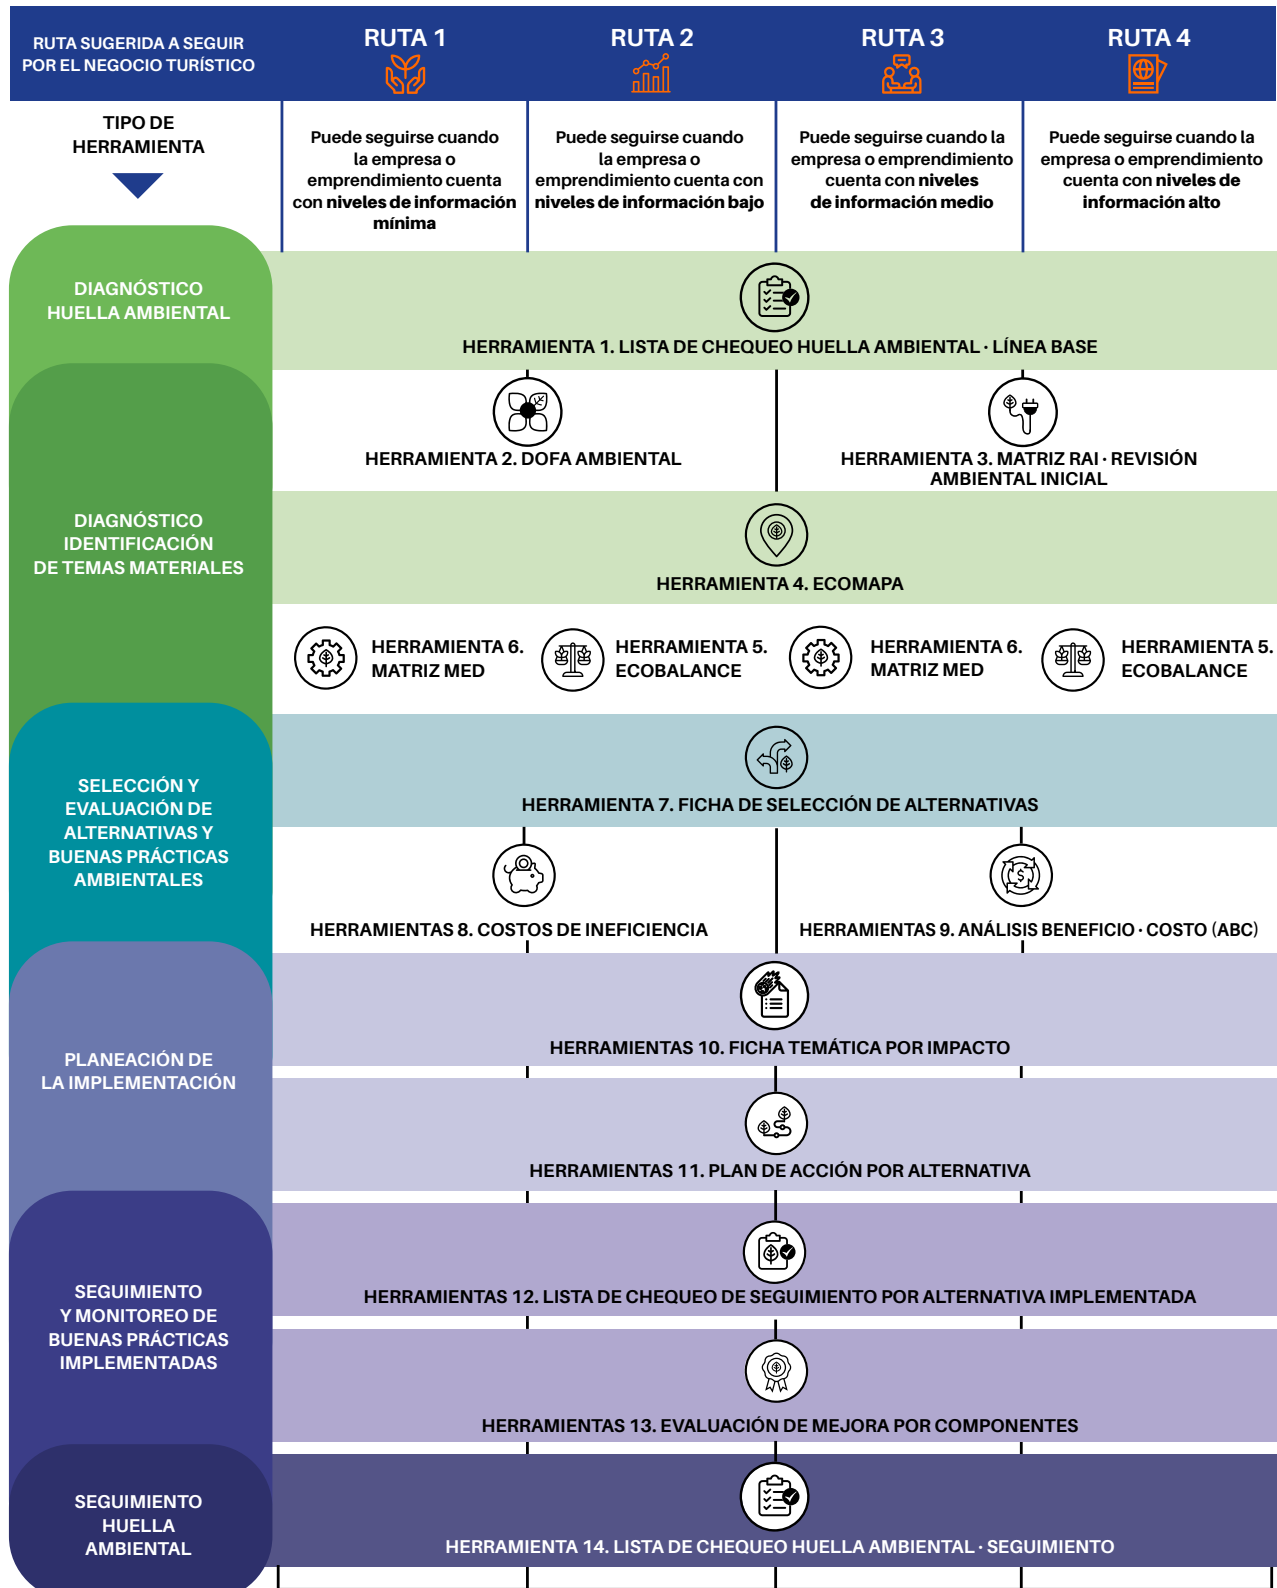 RUTA SUGERIDA A SEGUIR
POR EL NEGOCIO TURÍSTICO
RUTA 1
RUTA 2
RUTA 3
RUTA 4
TIPO DE
HERRAMIENTA
Puede seguirse cuando
la empresa o
emprendimiento cuenta
con niveles de información
mínima
Puede seguirse cuando
la empresa o
emprendimiento cuenta con
niveles de información bajo
Puede seguirse cuando la
empresa o emprendimiento
cuenta con niveles
de información medio
Puede seguirse cuando la
empresa o emprendimiento
cuenta con niveles de
información alto
DIAGNÓSTICO
HUELLA AMBIENTAL
HERRAMIENTA 1. LISTA DE CHEQUEO HUELLA AMBIENTAL · LÍNEA BASE
DIAGNÓSTICO
IDENTIFICACIÓN
DE TEMAS MATERIALES
HERRAMIENTA 2. DOFA AMBIENTAL
HERRAMIENTA 3. MATRIZ RAI · REVISIÓN
AMBIENTAL INICIAL
HERRAMIENTA 4. ECOMAPA
HERRAMIENTA 6.
MATRIZ MED
HERRAMIENTA 5.
ECOBALANCE
HERRAMIENTA 6.
MATRIZ MED
HERRAMIENTA 5.
ECOBALANCE
SELECCIÓN Y
EVALUACIÓN DE
ALTERNATIVAS Y
BUENAS PRÁCTICAS
AMBIENTALES
HERRAMIENTA 7. FICHA DE SELECCIÓN DE ALTERNATIVAS
HERRAMIENTAS 8. COSTOS DE INEFICIENCIA
HERRAMIENTAS 9. ANÁLISIS BENEFICIO · COSTO (ABC)
PLANEACIÓN DE
LA IMPLEMENTACIÓN
HERRAMIENTAS 10. FICHA TEMÁTICA POR IMPACTO
HERRAMIENTAS 11. PLAN DE ACCIÓN POR ALTERNATIVA
SEGUIMIENTO
Y MONITOREO DE
BUENAS PRÁCTICAS
IMPLEMENTADAS
HERRAMIENTAS 12. LISTA DE CHEQUEO DE SEGUIMIENTO POR ALTERNATIVA IMPLEMENTADA
HERRAMIENTAS 13. EVALUACIÓN DE MEJORA POR COMPONENTES
SEGUIMIENTO
HUELLA
AMBIENTAL
HERRAMIENTA 14. LISTA DE CHEQUEO HUELLA AMBIENTAL · SEGUIMIENTO